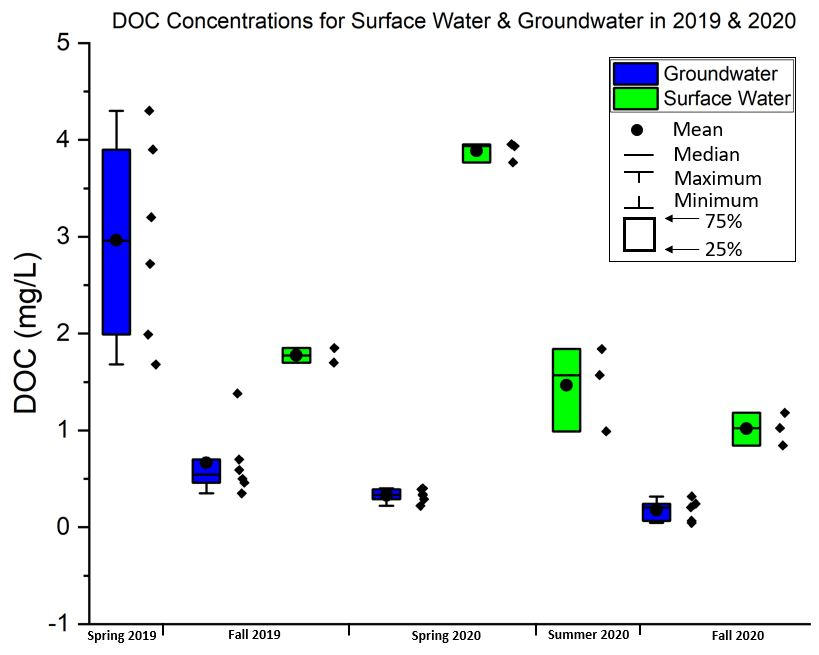 DOC Concentrations for Surface Water & Groundwater in 2019 & 2020
5
4
3
2
1
0
-1
DOC (mg/L)
Groundwater
Surface Water
Mean
Median
Maximum
Minimum
75%
25%
Spring 2019
Fall 2019
Spring 2020
Summer 2020
Fall 2020